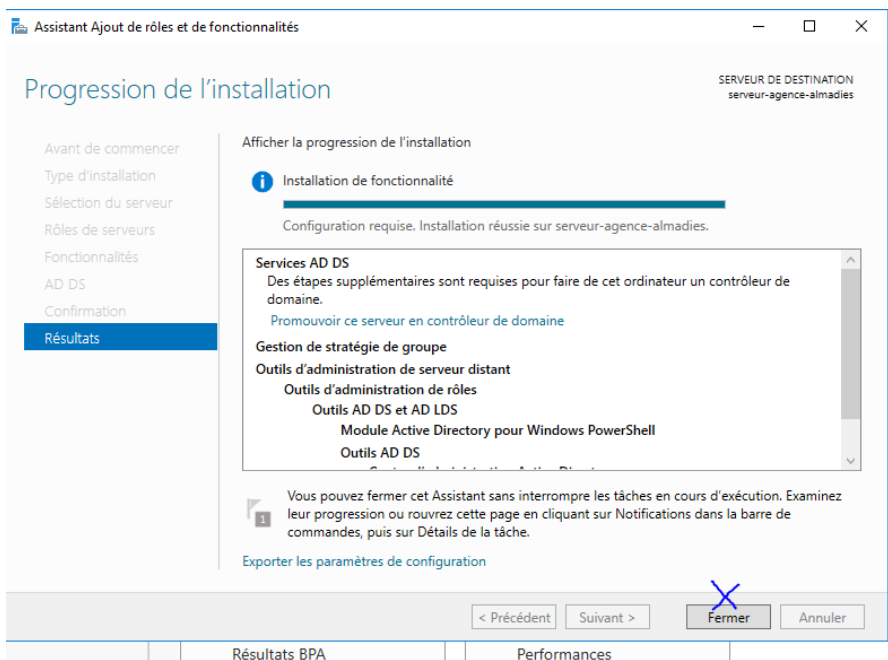 Assistant Ajout de rôles et de fonctionnalités
Progression de l'installation
SERVEUR DE DESTINATION
serveur-agence-almadies
Avant de commencer
Type d'installation
Sélection du serveur
Rôles de serveurs
Fonctionnalités
AD DS
Confirmation
Résultats
Afficher la progression de l'installation
Installation de fonctionnalité
Configuration requise. Installation réussie sur serveur-agence-almadies.
Services AD DS
Des étapes supplémentaires sont requises pour faire de cet ordinateur un contrôleur de
domaine.
Promouvoir ce serveur en contrôleur de domaine
Gestion de stratégie de groupe
Outils d'administration de serveur distant
Outils d'administration de rôles
Outils AD DS et AD LDS
Module Active Directory pour Windows PowerShell
Outils AD DS
1
Vous pouvez fermer cet Assistant sans interrompre les tâches en cours d'exécution. Examinez
leur progression ou rouvrez cette page en cliquant sur Notifications dans la barre de
commandes, puis sur Détails de la tâche.
Exporter les paramètres de configuration
< Précédent Suivant > Fermer Annuler
Résultats BPA Performances